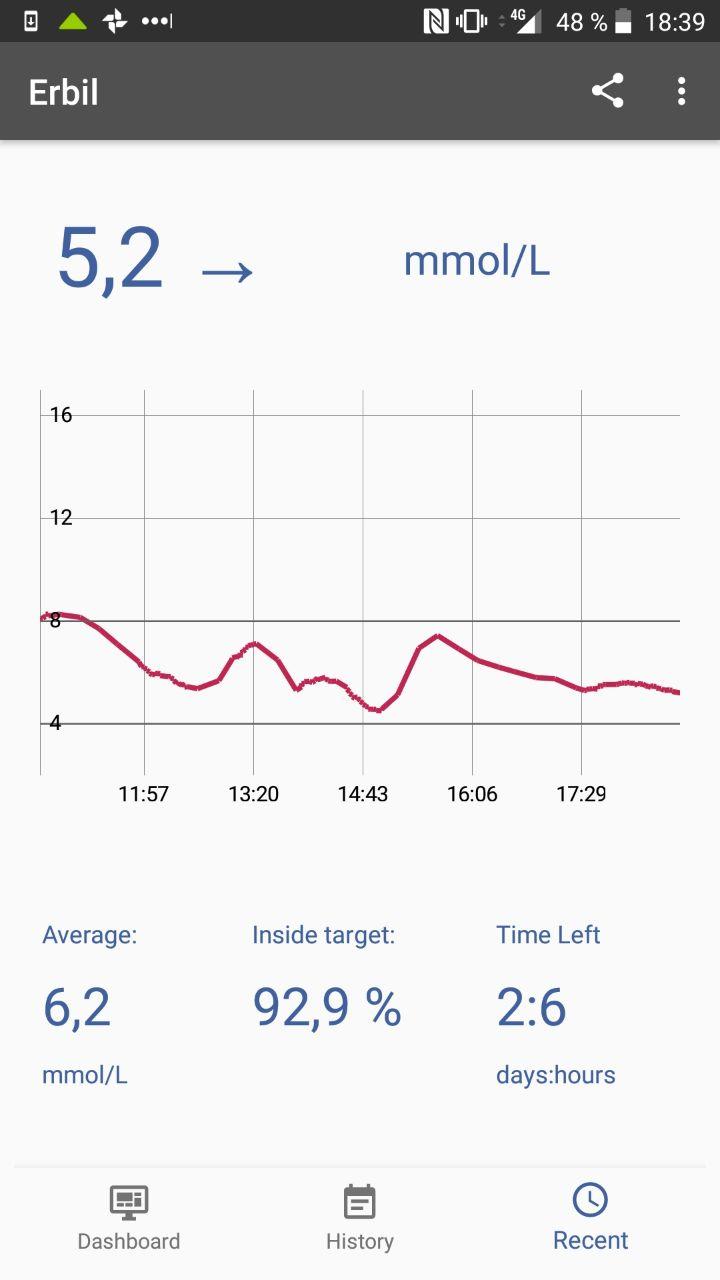 4G 48 % 18:39
Erbil
5,2 → mmol/L
16
12
8
4
11:57 13:20 14:43 16:06 17:29
Average: Inside target: Time Left
6,2 92,9 % 2:6
mmol/L days:hours
Dashboard History Recent